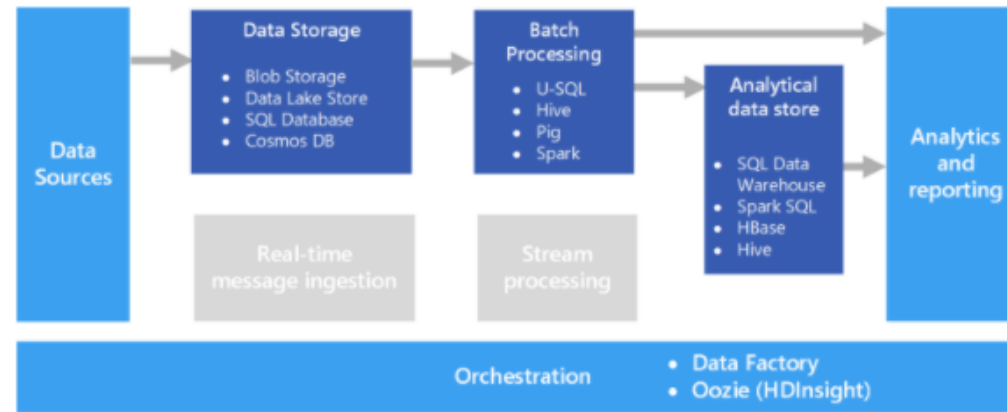 Data
Sources
Data Storage
• Blob Storage
• Data Lake Store
• SQL Database
• Cosmos DB
Real-time
message ingestion
Batch
Processing
• U-SQL
• Hive
• Pig
• Spark
Stream
processing
Analytical
data store
• SQL Data
Warehouse
• Spark SQL
• HBase
• Hive
Analytics
and
reporting
Orchestration
• Data Factory
• Oozie (HDInsight)